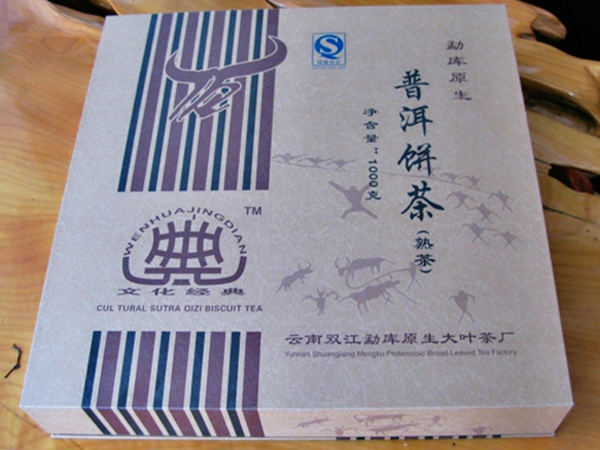 勐库原生
普洱饼茶(熟茶)
净含量:1000克
WENHUAJINGDIAN
TM
典
文化经典
CUL TURAL SUTRA QIZI BISCUIT TEA
云南双江勐库原生大叶茶厂
Yunnan Shuangjiang Mengku Proterozoic Broad-Leaved Tea Factory